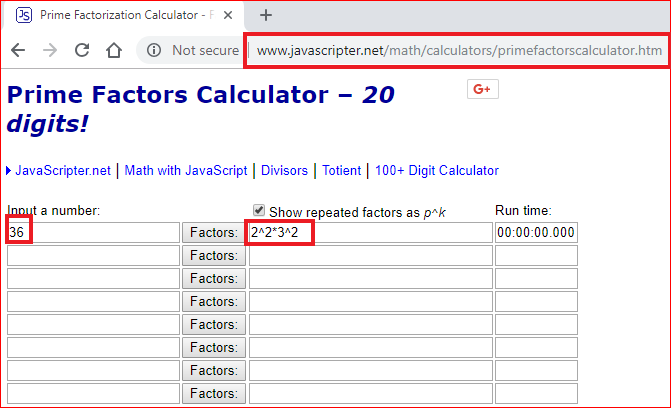 JS Prime Factorization Calculator - F
Not secure | www.javascripter.net/math/calculators/primefactorscalculator.htm
Prime Factors Calculator – 20
digits!
G+
JavaScripter.net | Math with JavaScript | Divisors | Totient | 100+ Digit Calculator
Input a number: Show repeated factors as p^k Run time:
36 Factors: 2^2*3^2 00:00:00.000
Factors:
Factors:
Factors:
Factors:
Factors:
Factors:
Factors: